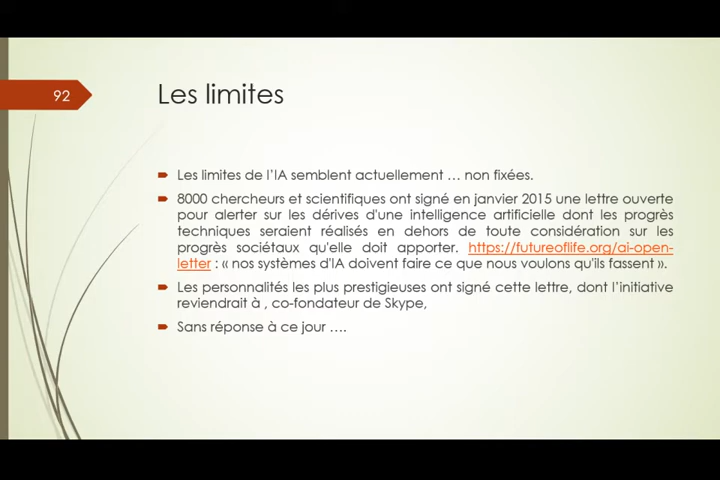 92
Les limites
Les limites de l'IA semblent actuellement … non fixées.
8000 chercheurs et scientifiques ont signé en janvier 2015 une lettre ouverte
pour alerter sur les dérives d'une intelligence artificielle dont les progrès
techniques seraient réalisés en dehors de toute considération sur les
progrès sociétaux qu'elle doit apporter. https://futureoflife.org/ai-open-
letter : « nos systèmes d'IA doivent faire ce que nous voulons qu'ils fassent ».
Les personnalités les plus prestigieuses ont signé cette lettre, dont l'initiative
reviendrait à , co-fondateur de Skype,
Sans réponse à ce jour ….